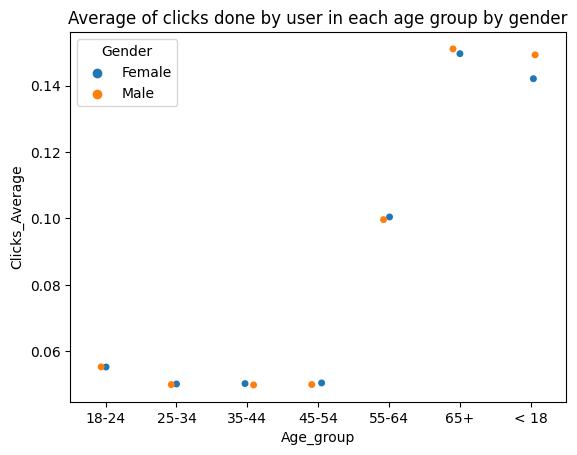 Average of clicks done by user in each age group by gender
Gender
Female
Male
0.14
0.12
0.10
0.08
0.06
Clicks_Average
18-24 25-34 35-44 45-54 55-64 65+ < 18
Age_group